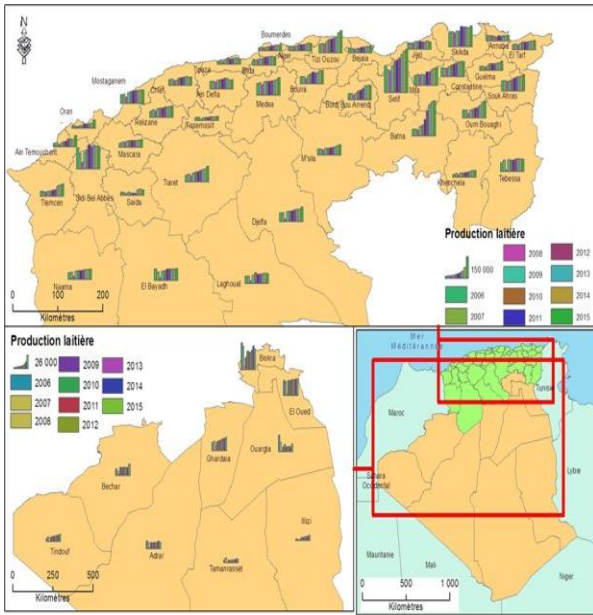 N
Boumerdes
Alger
Tizi Ouzou
Bejaia
Jijel
Skikda
Annaba
El Tarf
Tipaza
Blida
Mostaganem
Chlef
Ain Defla
Medea
Bouira
Bordj Bou Arreridj
Setif
Mila
Constantine
Guelma
Souk Ahras
Oran
Relizane
Tissemssilt
Batna
Oum Bouaghi
Ain Temouchent
Mascara
M'sila
Tlemcen
Sidi Bel Abbès
Saida
Tiaret
Khenchela
Tebessa
Djelfa
Naama
El Bayadh
Laghouat
0 100 200
Kilomètres
Production laitière
150 000
2006
2007
2008
2009
2010
2011
2012
2013
2014
2015
Production laitière
26 000
2006
2007
2008
2009
2010
2011
2012
2013
2014
2015
Biskra
El Oued
Ghardaia
Ouargla
Bechar
Tindouf
Adrar
Tamanrasset
Illizi
0 250 500
Kilomètres
Mer
Méditérannée
Tunisie
Maroc
Lybie
Sahara
Occidental
Mauritanie
Mali
Niger
0 500 1 000
Kilomètres